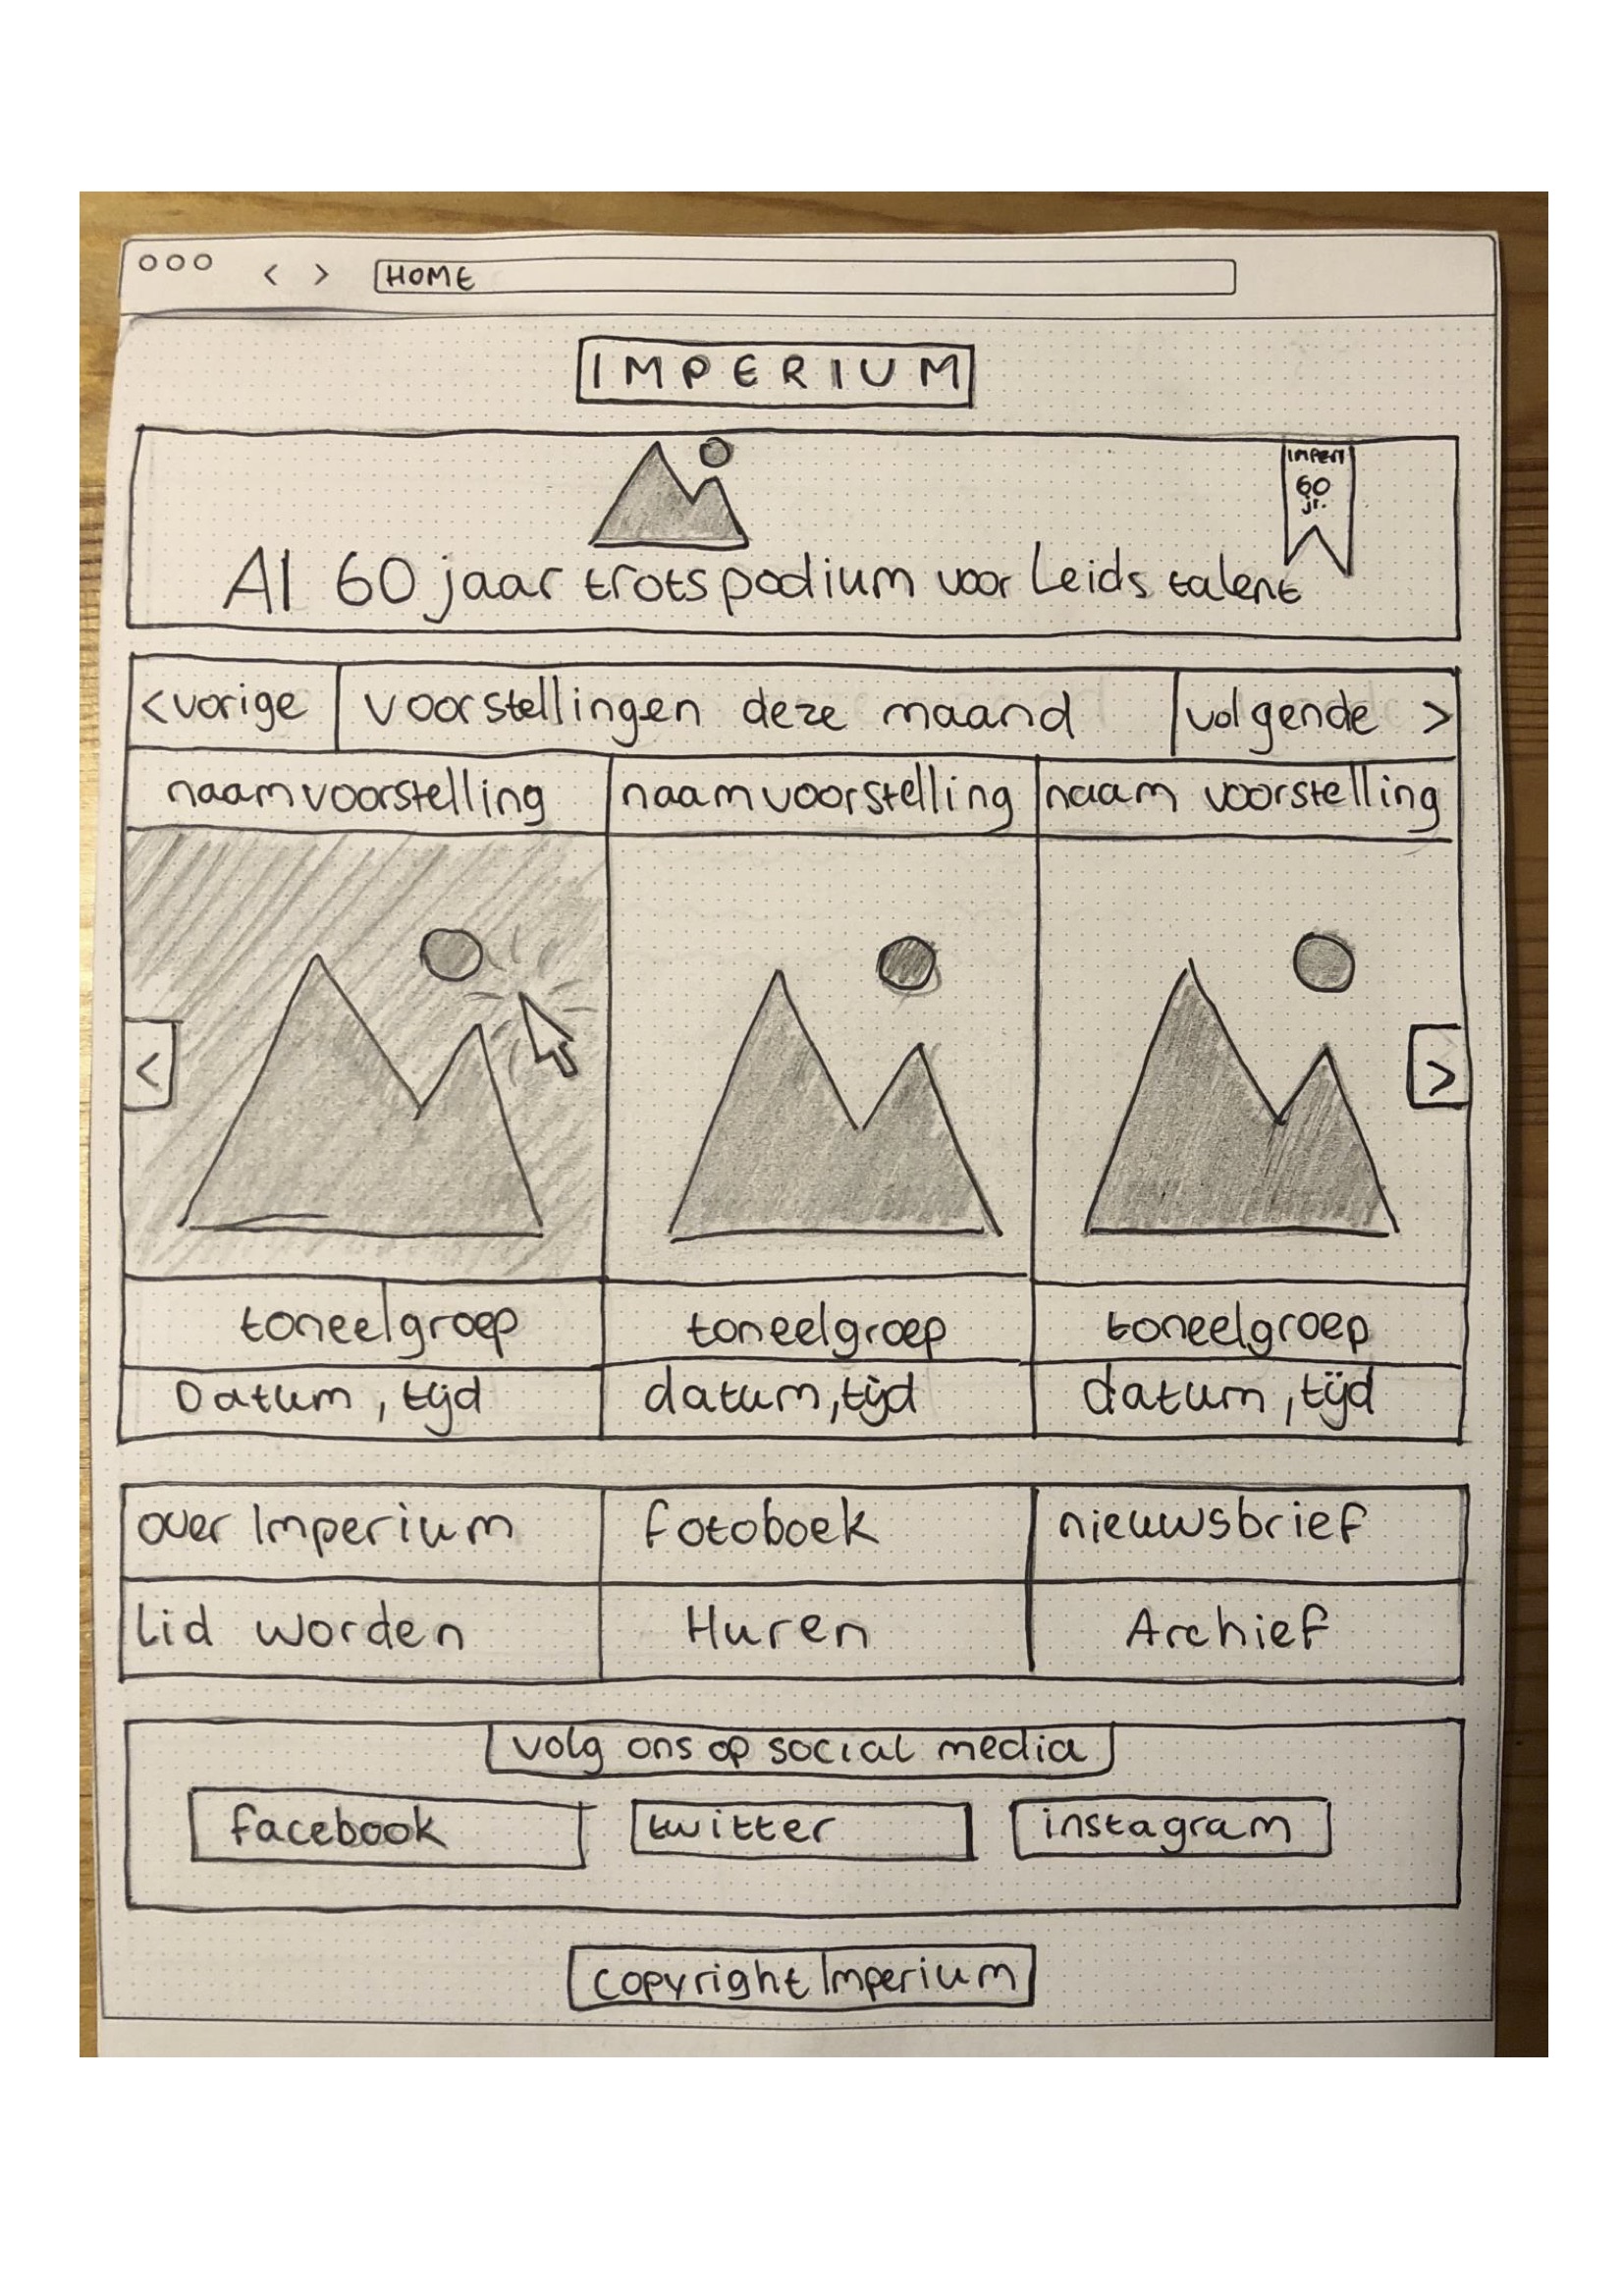 HOME
IMPERIUM
IMPERI
60
jr.
Al 60 jaar trots podium voor Leids talent
< vorige
voorstellingen deze maand
volgende >
naam voorstelling
naam voorstelling
naam voorstelling
<
>
toneelgroep
toneelgroep
toneelgroep
Datum, tijd
datum, tijd
datum, tijd
over Imperium
fotoboek
nieuwsbrief
Lid worden
Huren
Archief
volg ons op social media
facebook
twitter
instagram
copyright Imperium